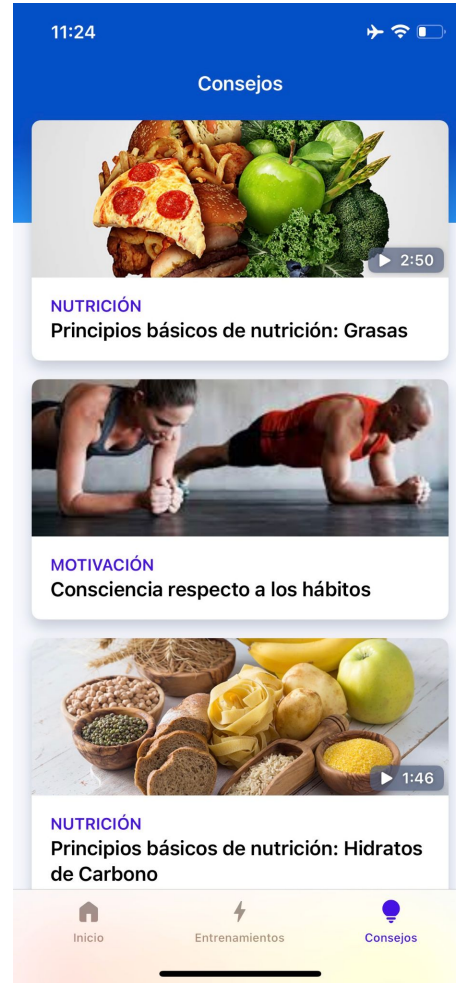 11:24
Consejos
2:50
NUTRICIÓN
Principios básicos de nutrición: Grasas
MOTIVACIÓN
Consciencia respecto a los hábitos
1:46
NUTRICIÓN
Principios básicos de nutrición: Hidratos
de Carbono
Inicio
Entrenamientos
Consejos